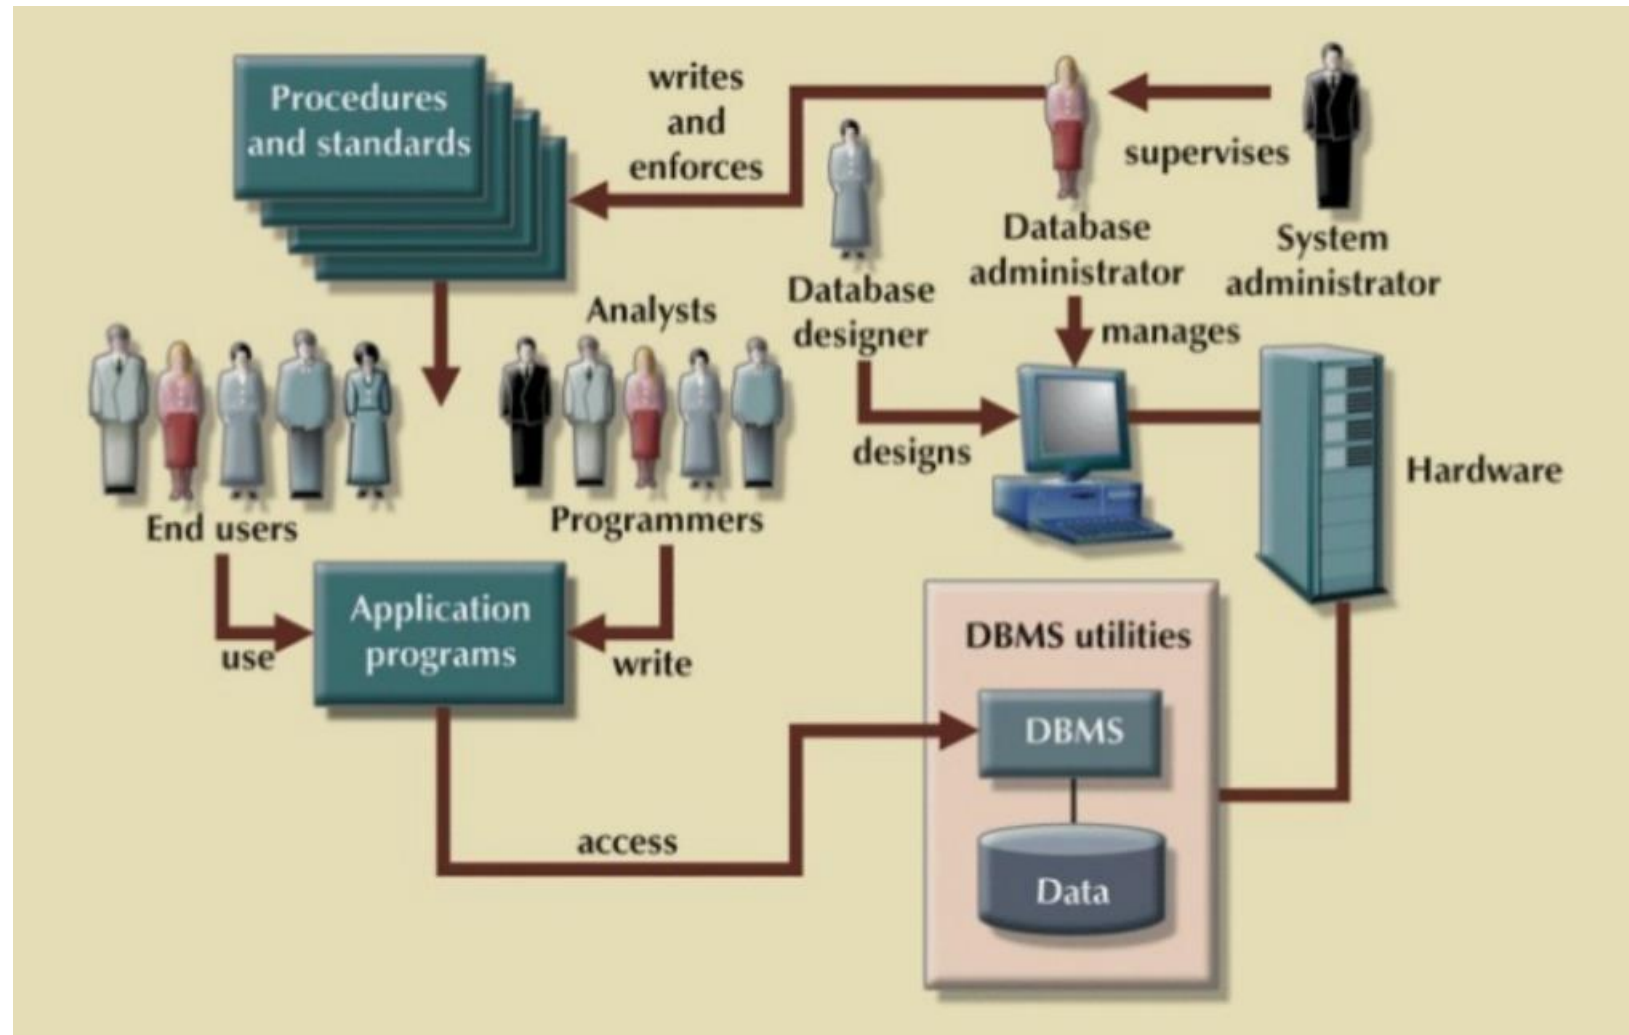 Procedures
and standards
writes
and
enforces
supervises
Database
administrator
System
administrator
Database
designer
manages
designs
Hardware
Analysts
Programmers
End users
use
Application
programs
write
access
DBMS utilities
DBMS
Data